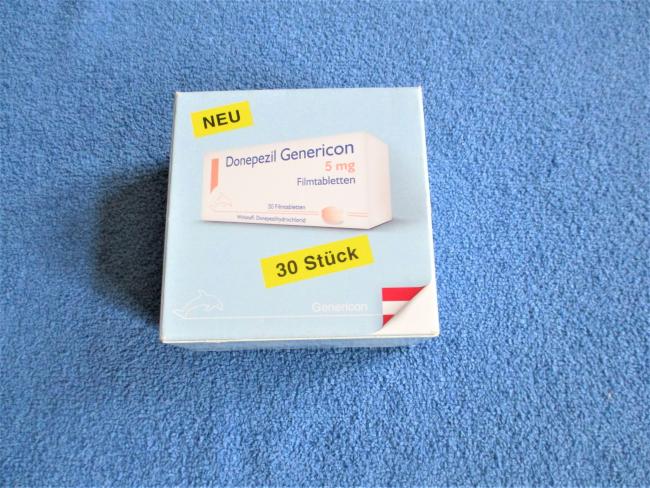 NEU
Donepezil Genericon
5 mg
Filmtabletten
30 Filmtabletten
Wirkstoff: Donepezilhydrochlorid
30 Stück
Genericon